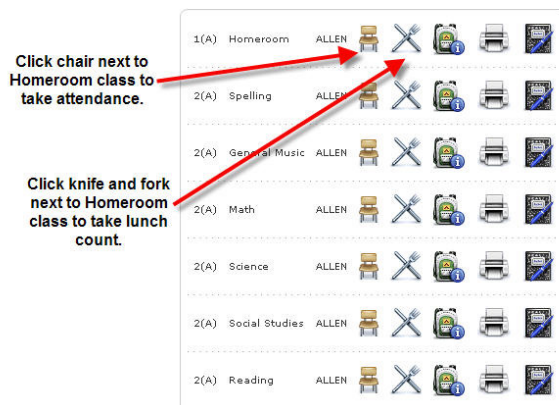 1(A) Homeroom ALLEN
Click chair next to
Homeroom class to
take attendance.
2(A) Spelling ALLEN
2(A) General Music ALLEN
Click knife and fork
next to Homeroom
class to take lunch
count.
2(A) Math ALLEN
2(A) Science ALLEN
2(A) Social Studies ALLEN
2(A) Reading ALLEN